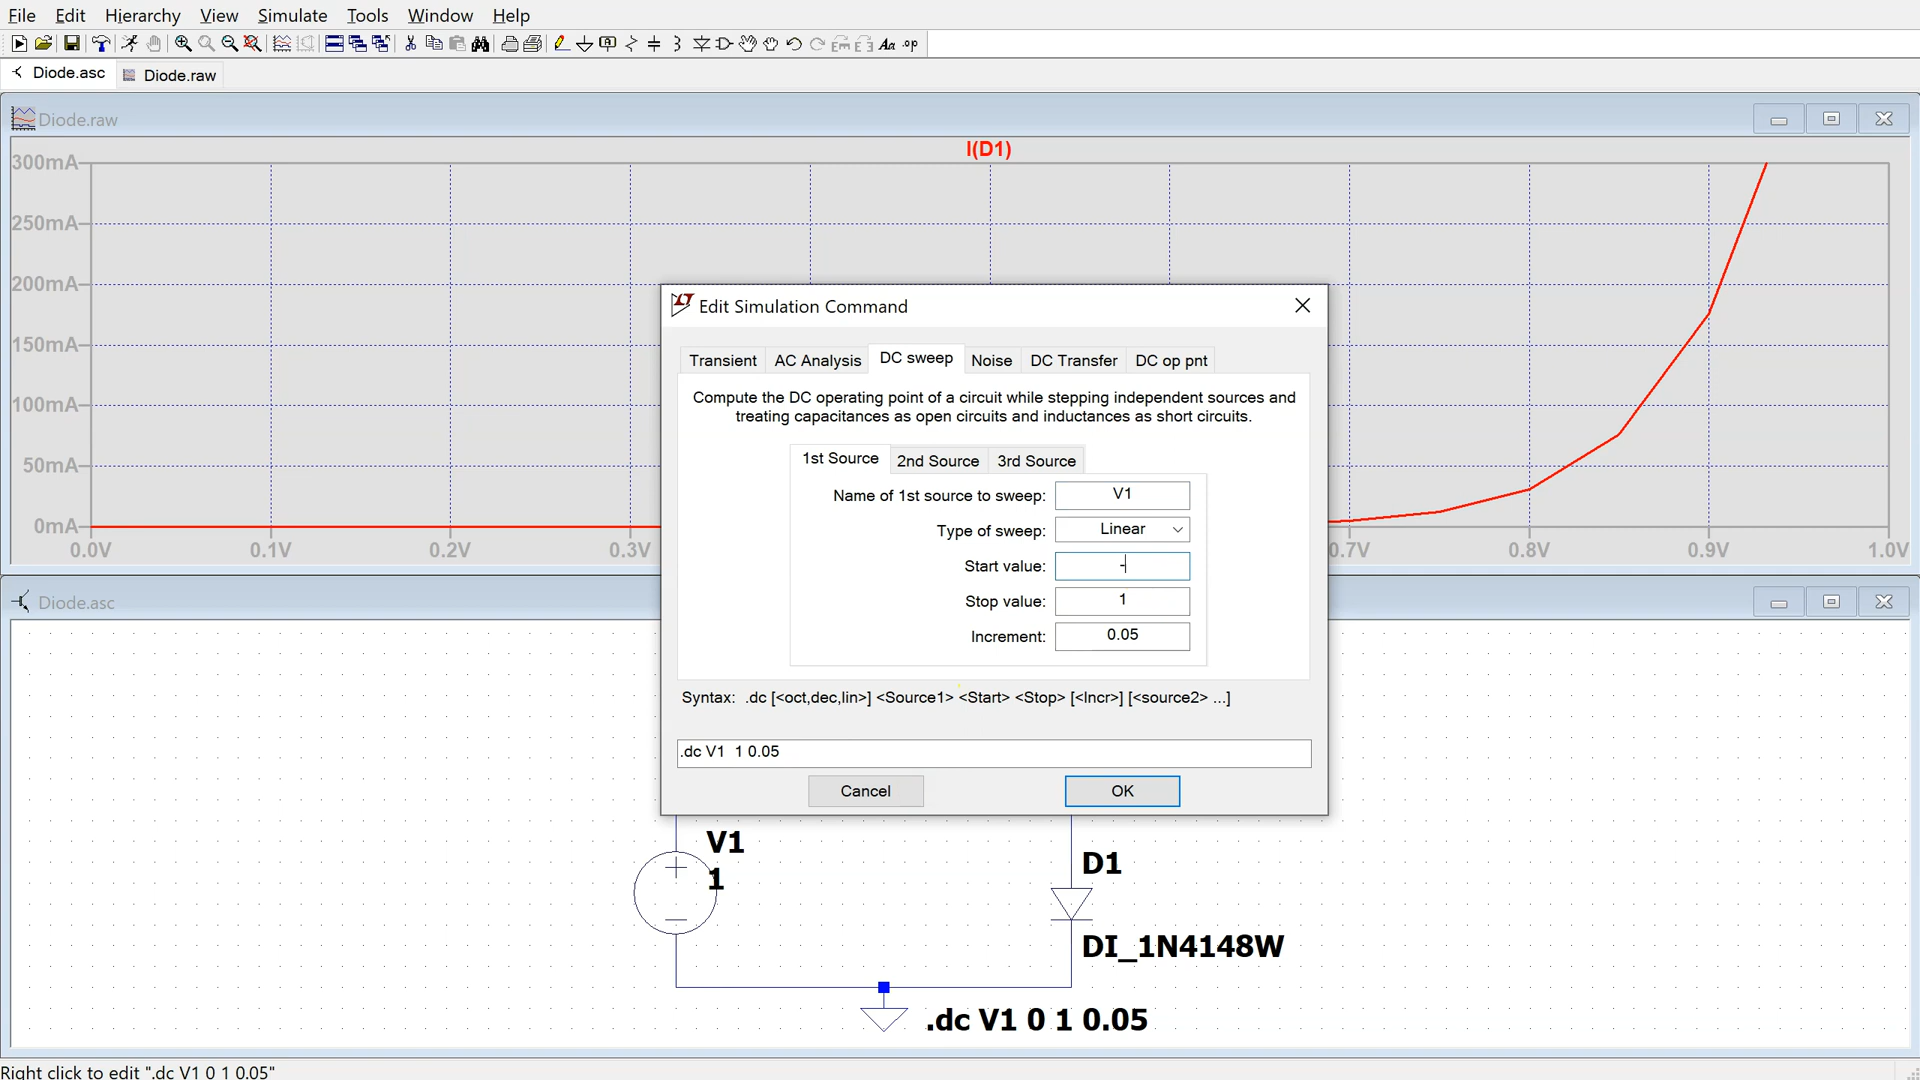 File Edit Hierarchy View Simulate Tools Window Help
Aa .op
Diode.asc Diode.raw
Diode.raw
I(D1)
300mA
250mA
200mA
150mA
100mA
50mA
0mA
0.0V 0.1V 0.2V 0.3V 0.7V 0.8V 0.9V 1.0V
Edit Simulation Command
Transient AC Analysis DC sweep Noise DC Transfer DC op pnt
Compute the DC operating point of a circuit while stepping independent sources and
treating capacitances as open circuits and inductances as short circuits.
1st Source 2nd Source 3rd Source
Name of 1st source to sweep: V1
Type of sweep: Linear
Start value: -
Stop value: 1
Increment: 0.05
Syntax: .dc [<oct,dec,lin>] <Source1> <Start> <Stop> [<Incr>] [<source2> ...]
.dc V1 1 0.05
Cancel OK
Diode.asc
V1
1
D1
DI_1N4148W
.dc V1 0 1 0.05
Right click to edit ".dc V1 0 1 0.05"